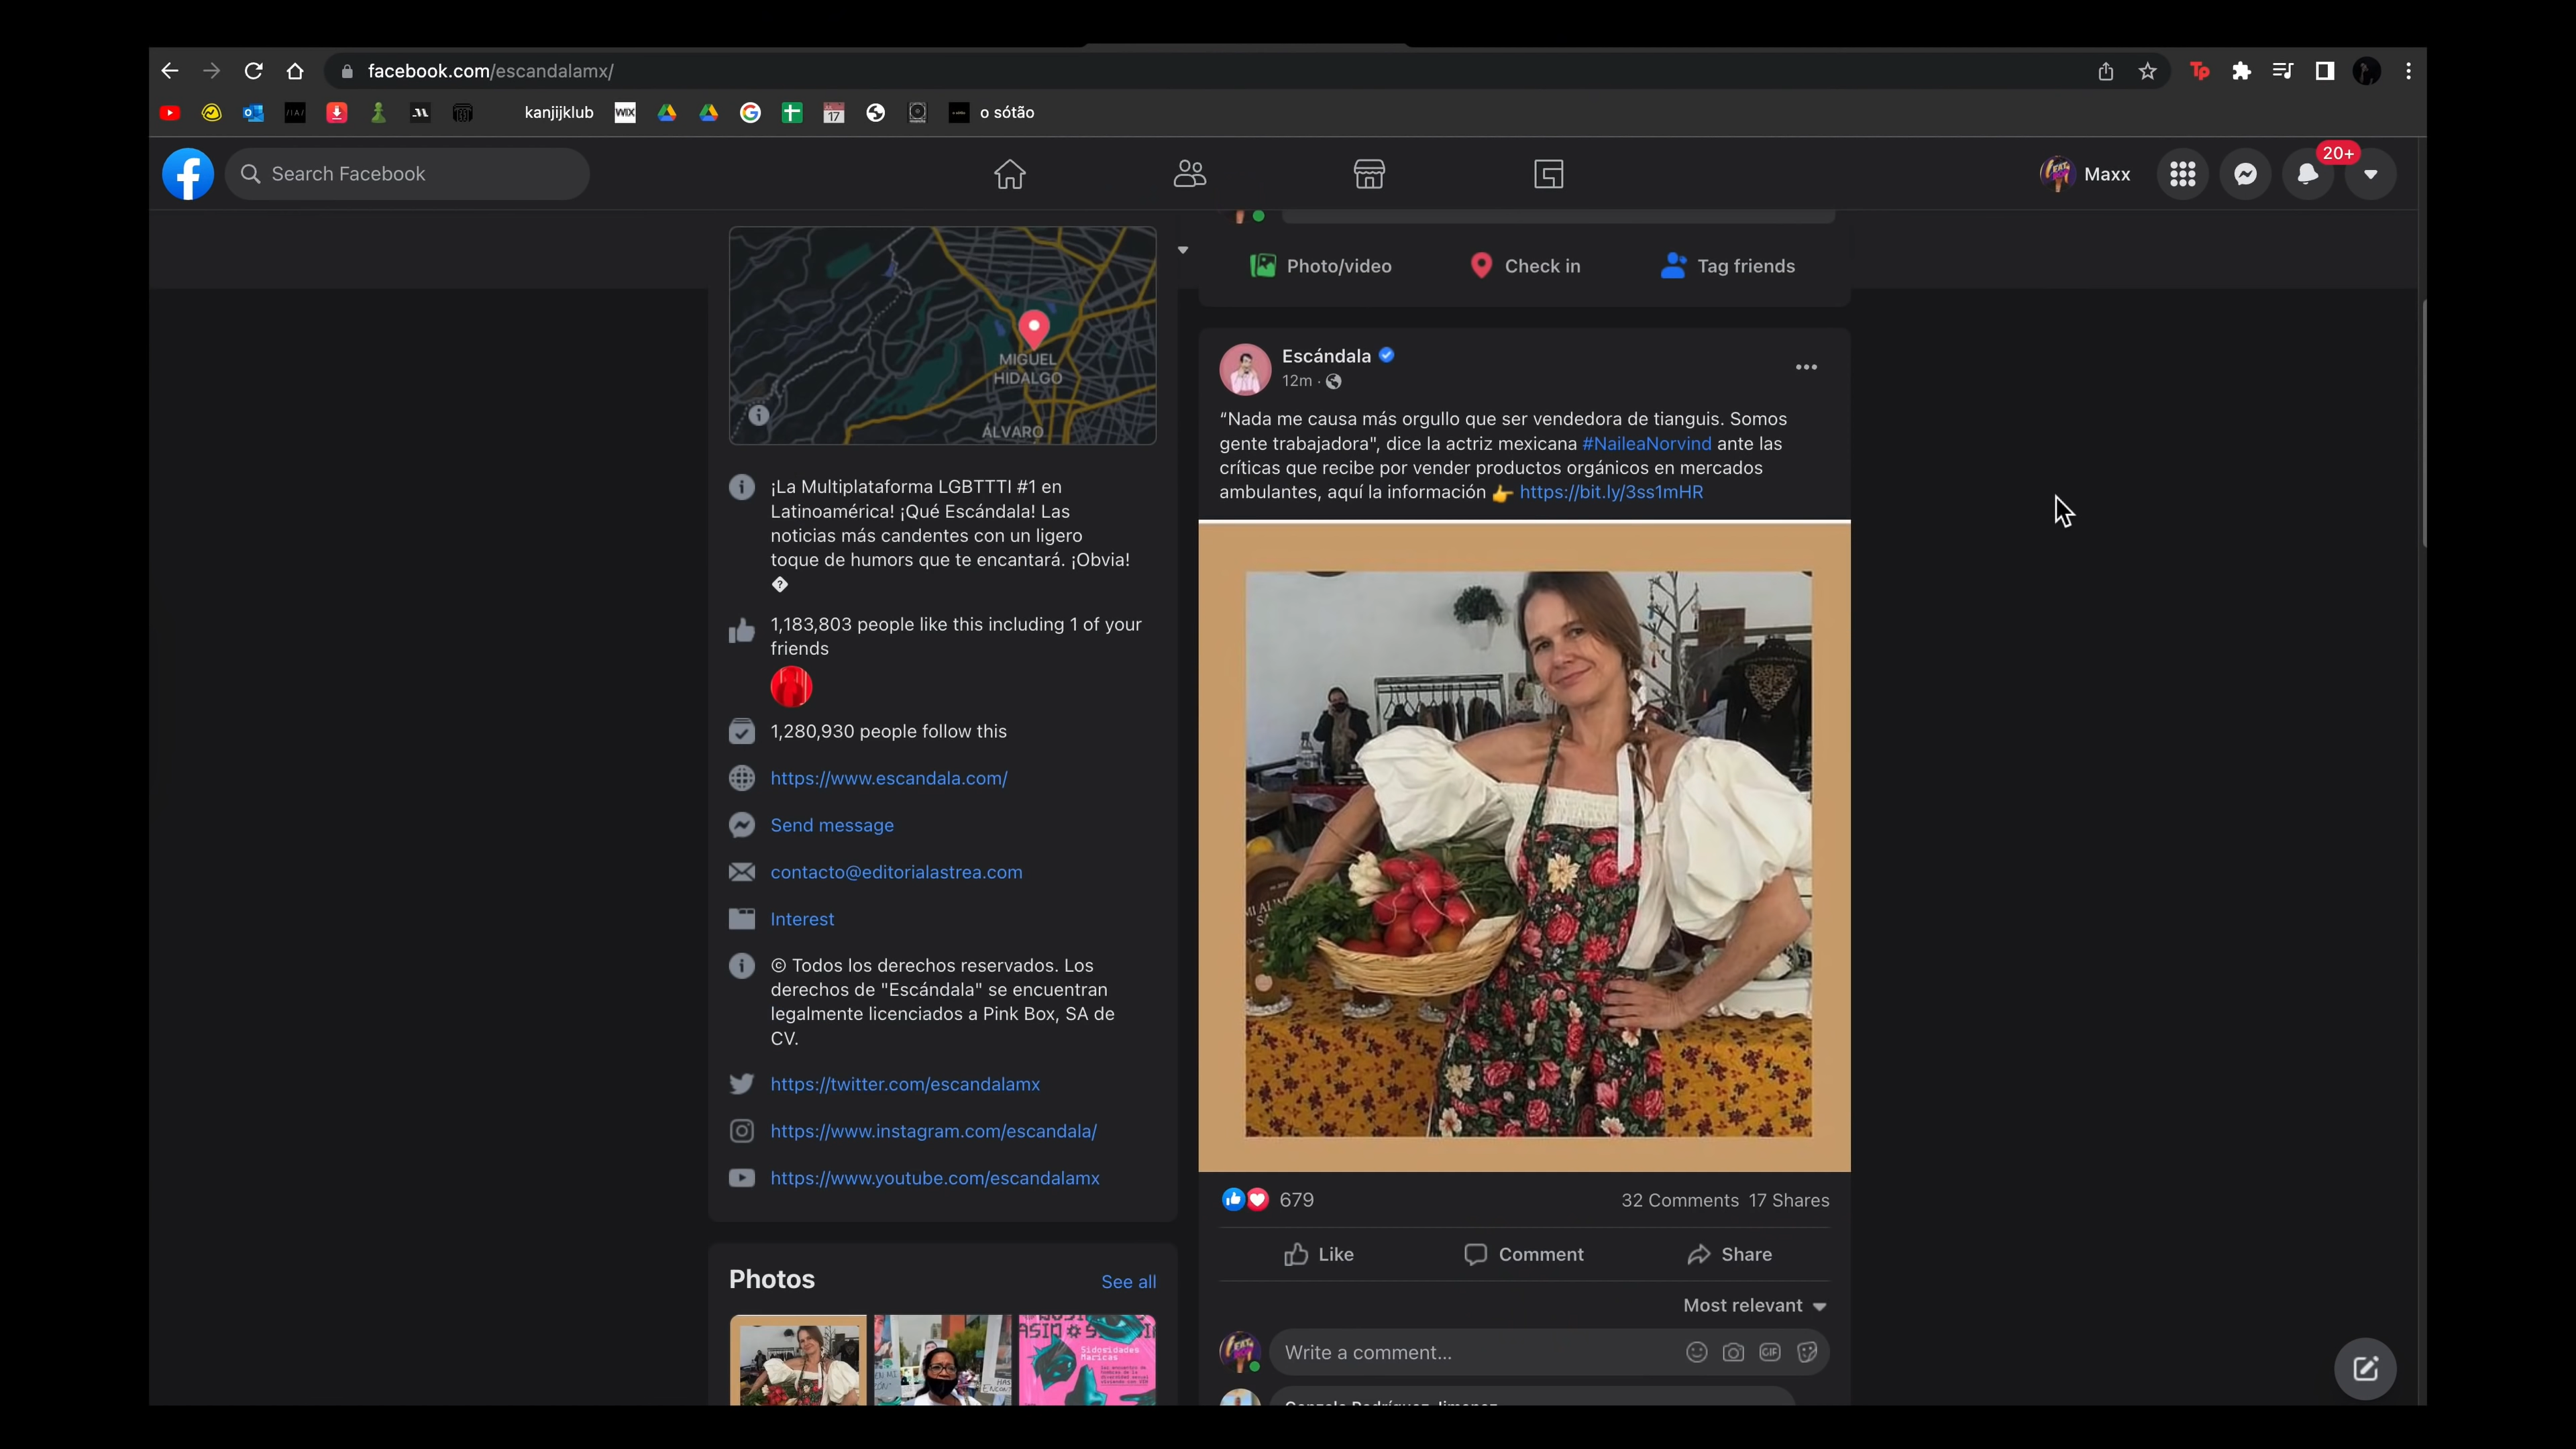 facebook.com/escandalamx/
kanjijklub
WIX
17
o sótão
Tp
Search Facebook
Maxx
20+
MIGUEL
HIDALGO
ÁLVARO
¡La Multiplataforma LGBTTTI #1 en
Latinoamérica! ¡Qué Escándala! Las
noticias más candentes con un ligero
toque de humors que te encantará. ¡Obvia!
1,183,803 people like this including 1 of your
friends
1,280,930 people follow this
https://www.escandala.com/
Send message
contacto@editorialastrea.com
Interest
© Todos los derechos reservados. Los
derechos de "Escándala" se encuentran
legalmente licenciados a Pink Box, SA de
CV.
https://twitter.com/escandalamx
https://www.instagram.com/escandala/
https://www.youtube.com/escandalamx
Photos
See all
Sidosidades
Maricas
Photo/video
Check in
Tag friends
Escándala
12m ·
“Nada me causa más orgullo que ser vendedora de tianguis. Somos
gente trabajadora", dice la actriz mexicana #NaileaNorvind ante las
críticas que recibe por vender productos orgánicos en mercados
ambulantes, aquí la información 👉 https://bit.ly/3ss1mHR
679
32 Comments 17 Shares
Like
Comment
Share
Most relevant
Write a comment...
GIF